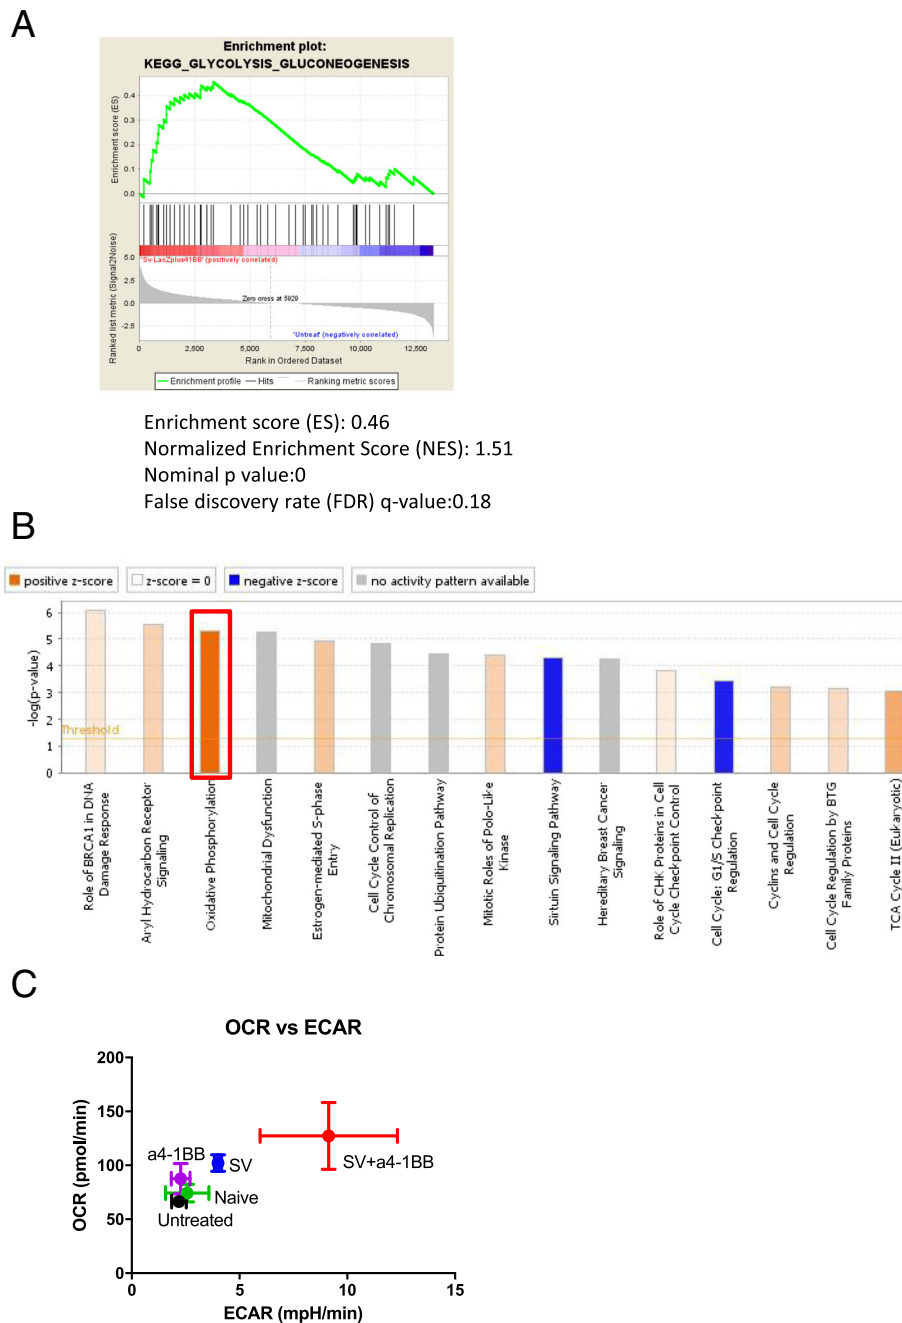 A
Enrichment plot:
KEGG_GLYCOLYSIS_GLUCONEOGENESIS
Enrichment score (ES)
0.4
0.3
0.2
0.1
0.0
'Sv-LacZplus41BB' (positively correlated)
Ranked list metric (Signal2Noise)
5.0
2.5
0.0
-2.5
Zero cross at 5929
'Untreat' (negatively correlated)
0 2,500 5,000 7,500 10,000 12,500
Rank in Ordered Dataset
Enrichment profile Hits Ranking metric scores
Enrichment score (ES): 0.46
Normalized Enrichment Score (NES): 1.51
Nominal p value:0
False discovery rate (FDR) q-value:0.18
B
positive z-score z-score = 0 negative z-score no activity pattern available
-log(p-value)
6
5
4
3
2
1
0
Threshold
Role of BRCA1 in DNA
Damage Response
Aryl Hydrocarbon Receptor
Signaling
Oxidative Phosphorylation
Mitochondrial Dysfunction
Estrogen-mediated S-phase
Entry
Cell Cycle Control of
Chromosomal Replication
Protein Ubiquitination Pathway
Mitotic Roles of Polo-Like
Kinase
Sirtuin Signaling Pathway
Hereditary Breast Cancer
Signaling
Role of CHK Proteins in Cell
Cycle Checkpoint Control
Cell Cycle: G1/S Checkpoint
Regulation
Cyclins and Cell Cycle
Regulation
Cell Cycle Regulation by BTG
Family Proteins
TCA Cycle II (Eukaryotic)
C
OCR vs ECAR
OCR (pmol/min)
200
150
100
50
0
a4-1BB
SV
SV+a4-1BB
Naive
Untreated
0 5 10 15
ECAR (mpH/min)